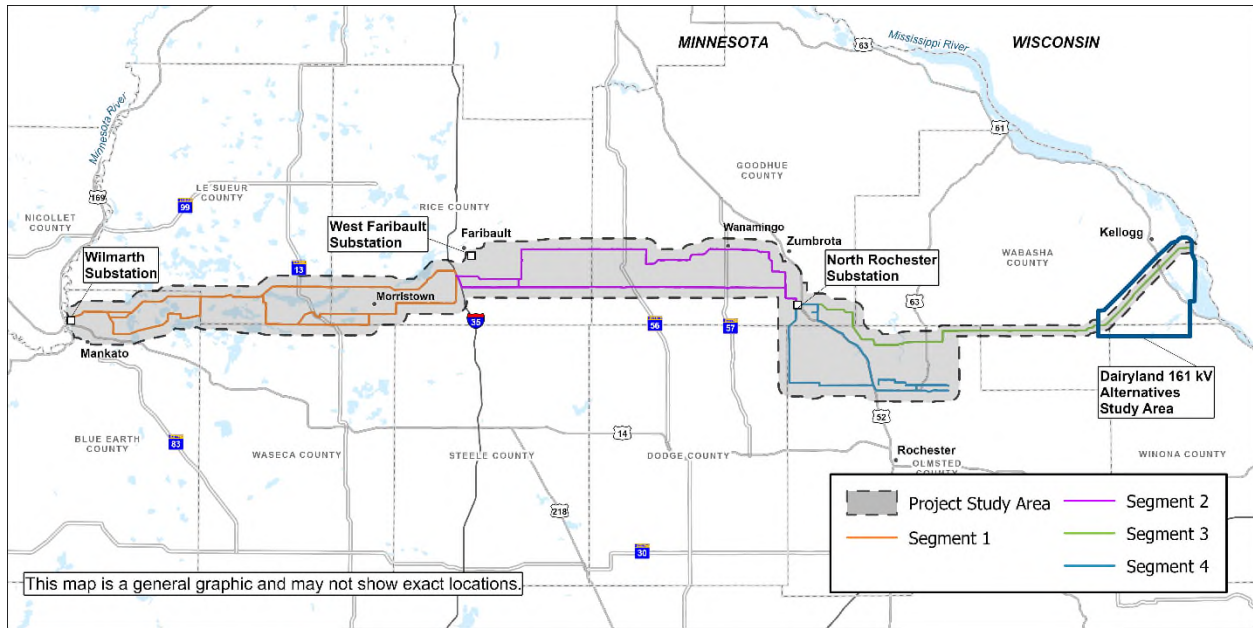 63
Mississippi River
MINNESOTA
WISCONSIN
Minnesota River
61
GOODHUE
COUNTY
LE SUEUR
COUNTY
169
99
NICOLLET
COUNTY
RICE COUNTY
West Faribault
Substation
Faribault
Wanamingo
Zumbrota
Kellogg
WABASHA
COUNTY
Wilmarth
Substation
13
North Rochester
Substation
Morristown
63
35
56
57
Mankato
Dairyland 161 kV
Alternatives
Study Area
52
BLUE EARTH
COUNTY
83
14
WASECA COUNTY
STEELE COUNTY
DODGE COUNTY
Rochester
OLMSTED
COUNTY
WINONA COUNTY
218
30
Project Study Area
Segment 1
Segment 2
Segment 3
Segment 4
This map is a general graphic and may not show exact locations.